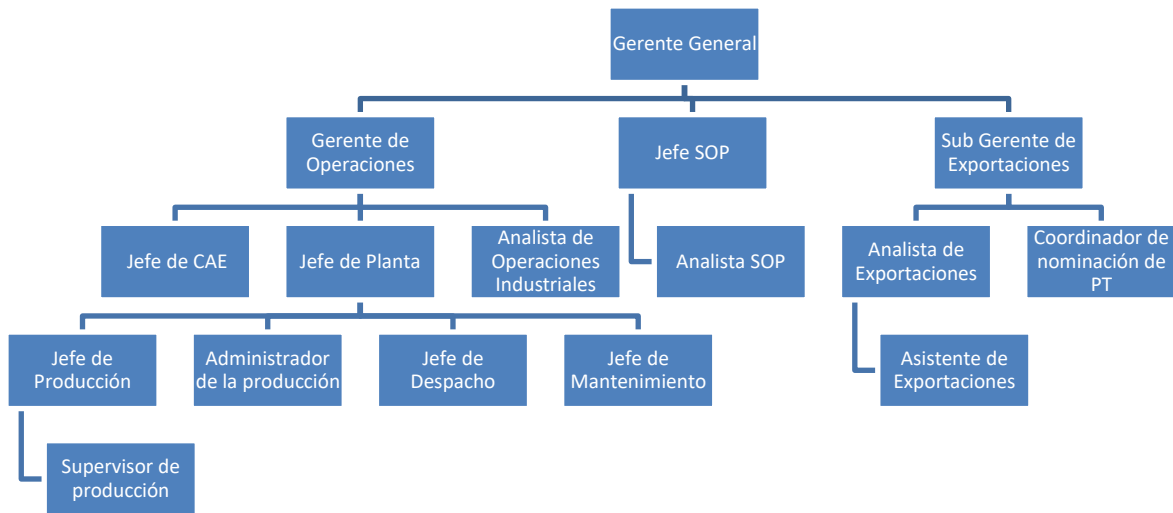 Gerente General
Gerente de
Operaciones
Jefe SOP
Sub Gerente de
Exportaciones
Jefe de CAE
Jefe de Planta
Analista de
Operaciones
Industriales
Analista SOP
Analista de
Exportaciones
Coordinador de
nominación de
PT
Jefe de
Producción
Administrador
de la producción
Jefe de
Despacho
Jefe de
Mantenimiento
Asistente de
Exportaciones
Supervisor de
producción